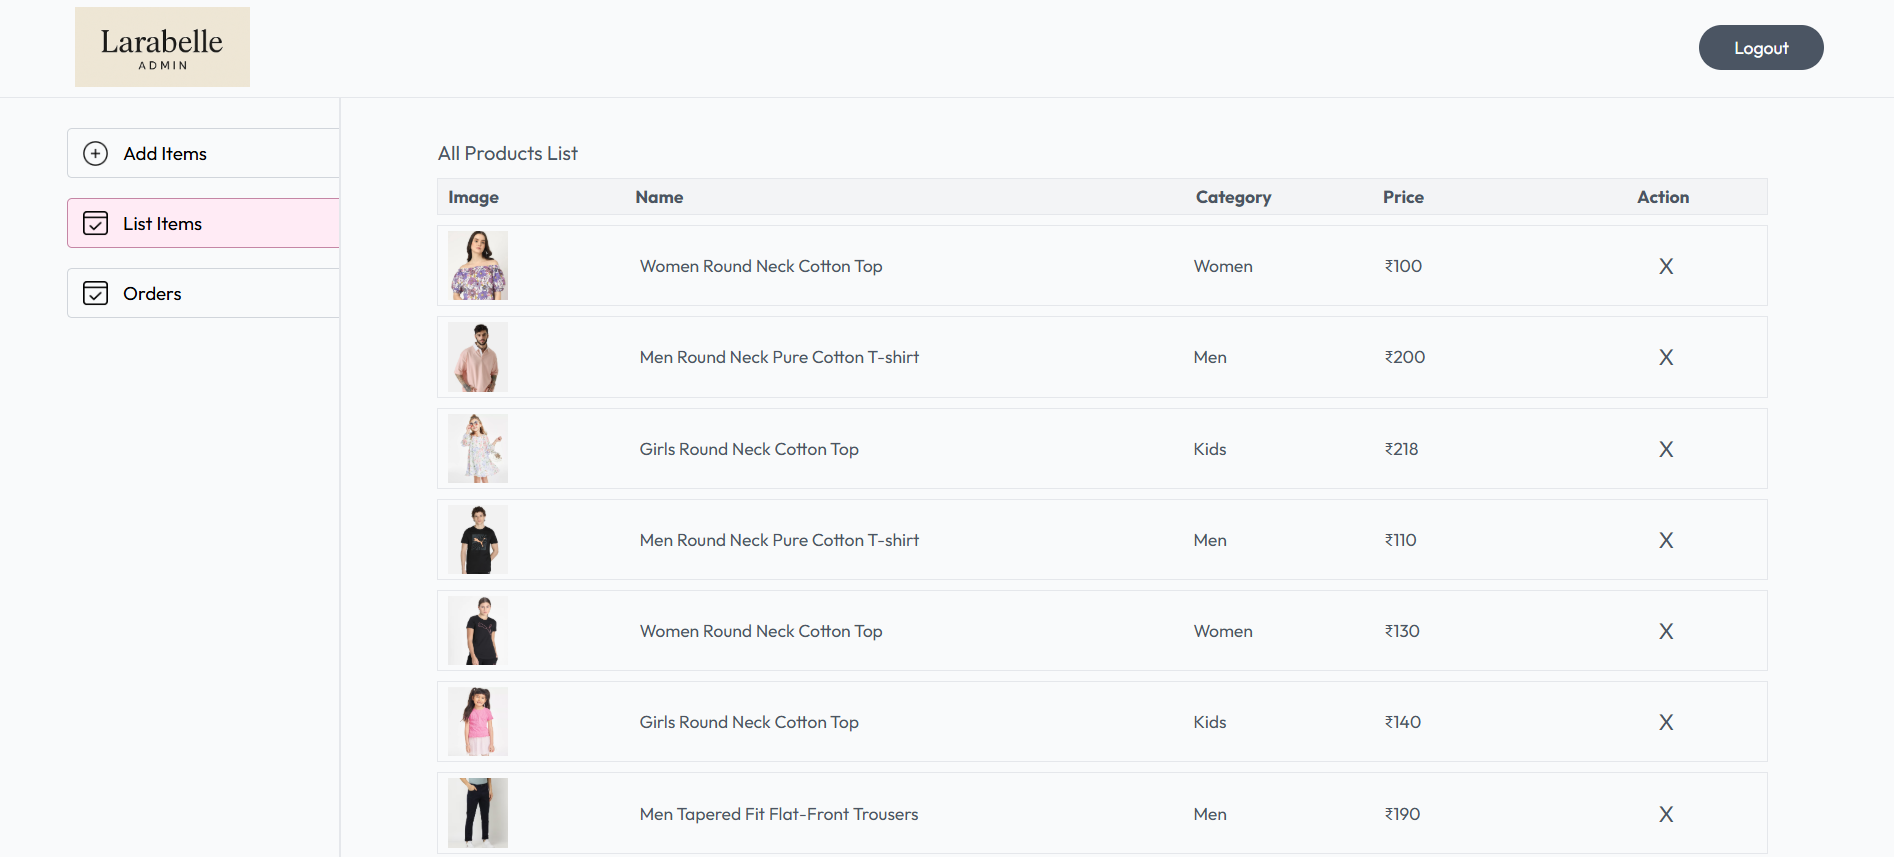 Larabelle
ADMIN
Logout
Add Items
List Items
Orders
All Products List
Image Name Category Price Action
Women Round Neck Cotton Top Women ₹100 X
Men Round Neck Pure Cotton T-shirt Men ₹200 X
Girls Round Neck Cotton Top Kids ₹218 X
Men Round Neck Pure Cotton T-shirt Men ₹110 X
Women Round Neck Cotton Top Women ₹130 X
Girls Round Neck Cotton Top Kids ₹140 X
Men Tapered Fit Flat-Front Trousers Men ₹190 X